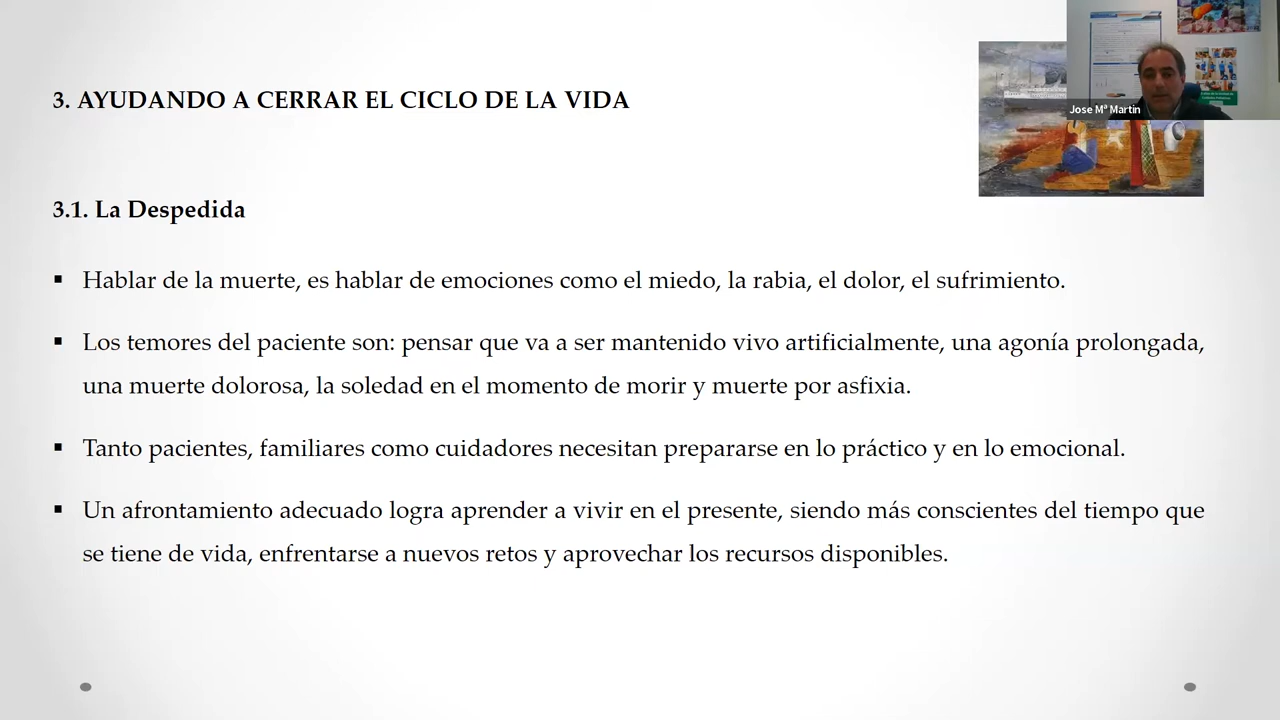 3. AYUDANDO A CERRAR EL CICLO DE LA VIDA
Jose Mª Martín
3.1. La Despedida
▪ Hablar de la muerte, es hablar de emociones como el miedo, la rabia, el dolor, el sufrimiento.
▪ Los temores del paciente son: pensar que va a ser mantenido vivo artificialmente, una agonía prolongada,
una muerte dolorosa, la soledad en el momento de morir y muerte por asfixia.
▪ Tanto pacientes, familiares como cuidadores necesitan prepararse en lo práctico y en lo emocional.
▪ Un afrontamiento adecuado logra aprender a vivir en el presente, siendo más conscientes del tiempo que
se tiene de vida, enfrentarse a nuevos retos y aprovechar los recursos disponibles.